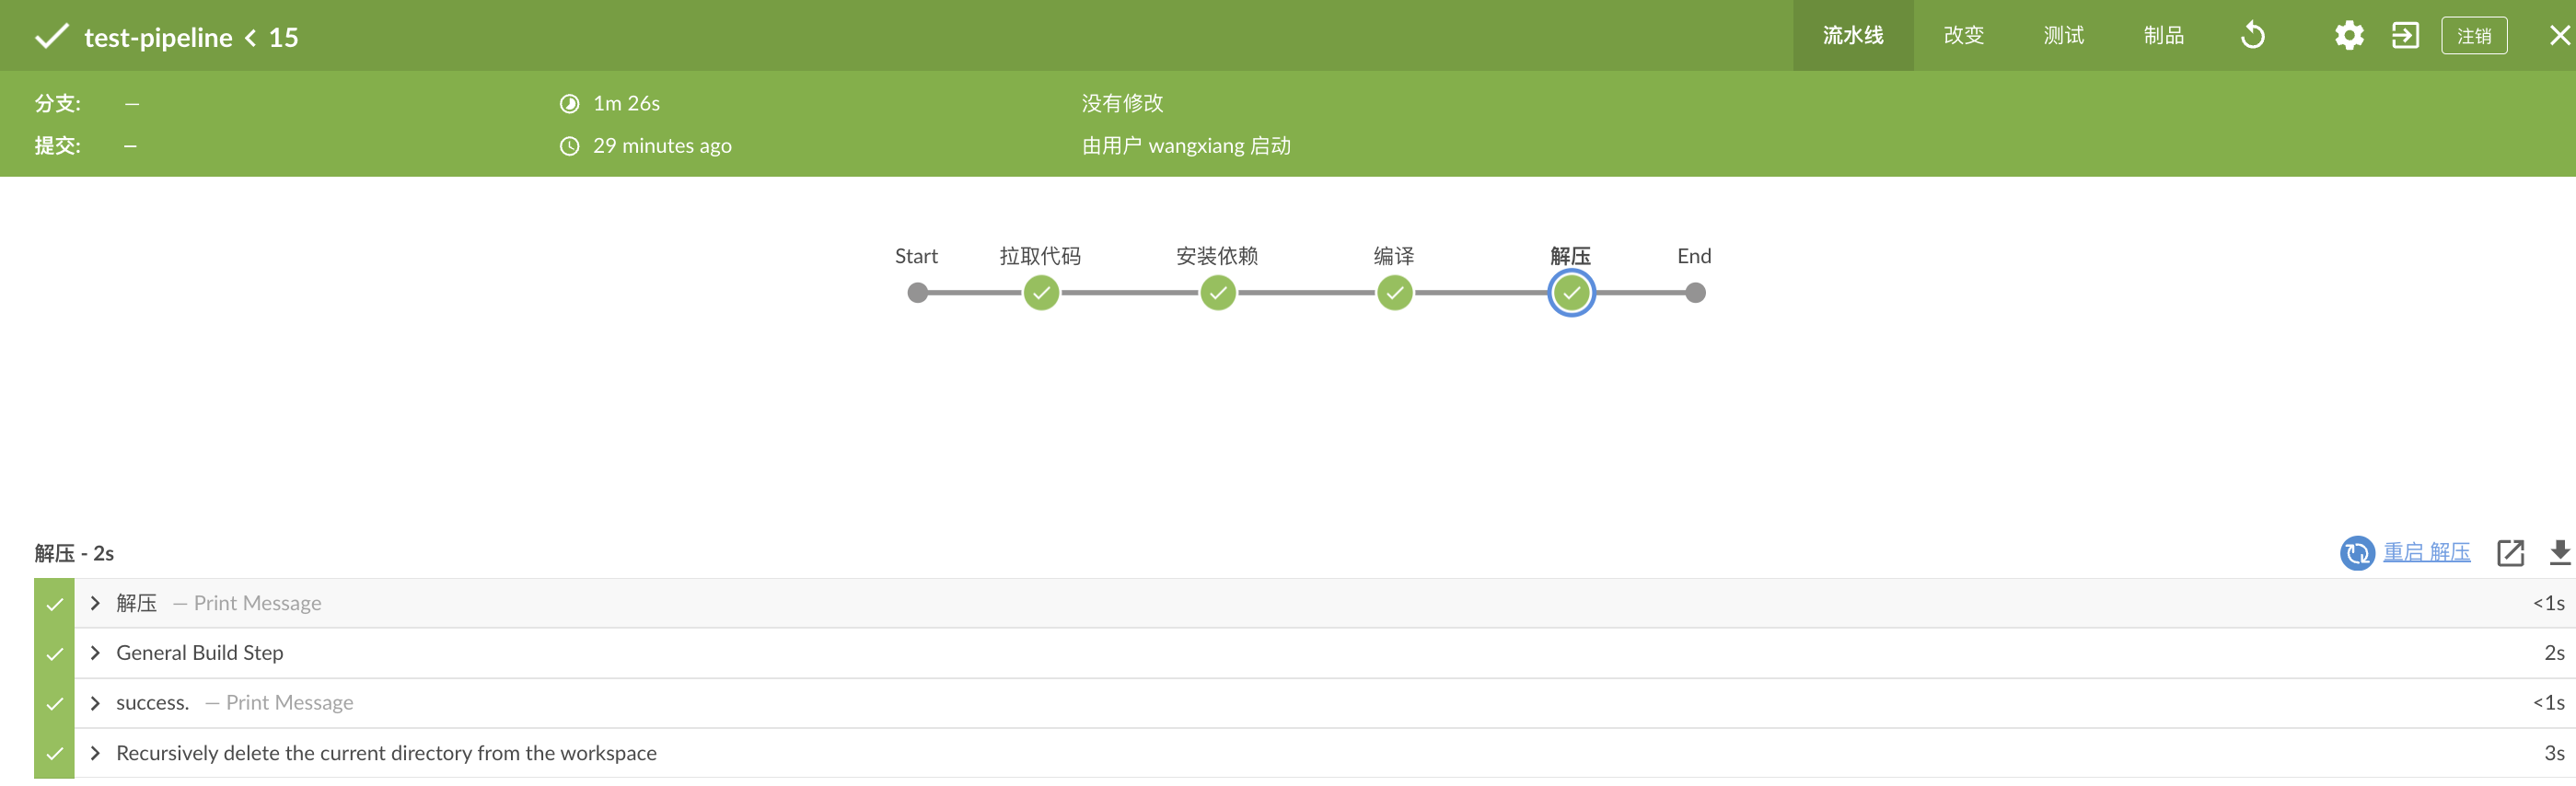 test-pipeline < 15
流水线 改变 测试 制品 注销
分支: — 1m 26s 没有修改
提交: — 29 minutes ago 由用户 wangxiang 启动
Start 拉取代码 安装依赖 编译 解压 End
解压 - 2s 重启 解压
解压 — Print Message <1s
General Build Step 2s
success. — Print Message <1s
Recursively delete the current directory from the workspace 3s